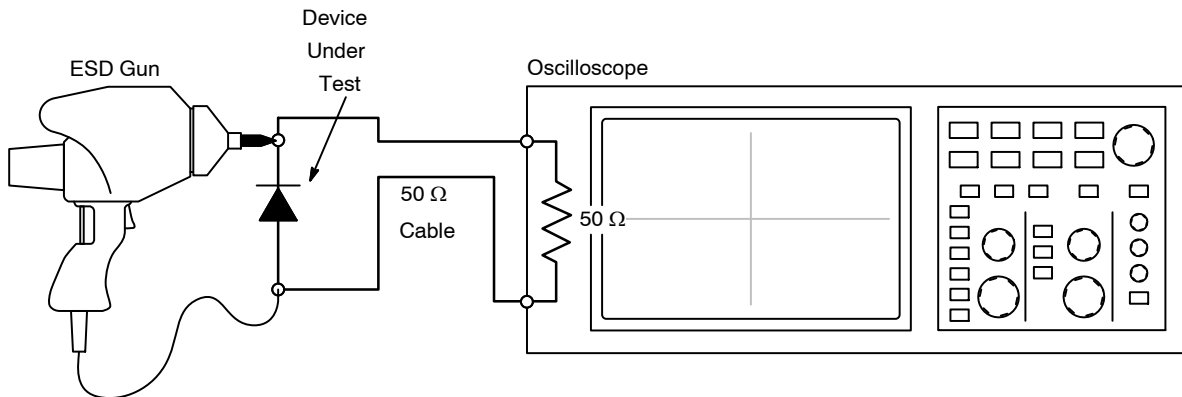 Device
Under
Test
ESD Gun
Oscilloscope
50 Ω
Cable
50 Ω